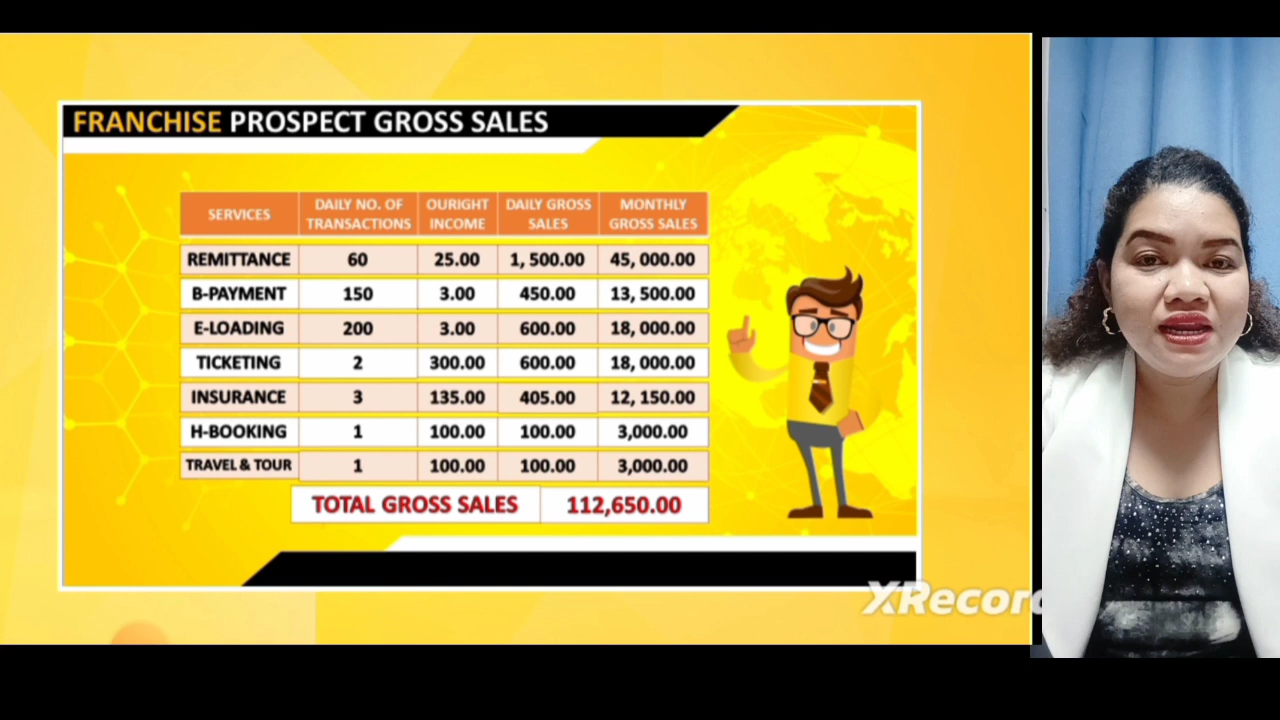 FRANCHISE PROSPECT GROSS SALES
SERVICES DAILY NO. OF TRANSACTIONS OURIGHT INCOME DAILY GROSS SALES MONTHLY GROSS SALES
REMITTANCE 60 25.00 1, 500.00 45, 000.00
B-PAYMENT 150 3.00 450.00 13, 500.00
E-LOADING 200 3.00 600.00 18, 000.00
TICKETING 2 300.00 600.00 18, 000.00
INSURANCE 3 135.00 405.00 12, 150.00
H-BOOKING 1 100.00 100.00 3,000.00
TRAVEL & TOUR 1 100.00 100.00 3,000.00
TOTAL GROSS SALES 112,650.00
XRecor